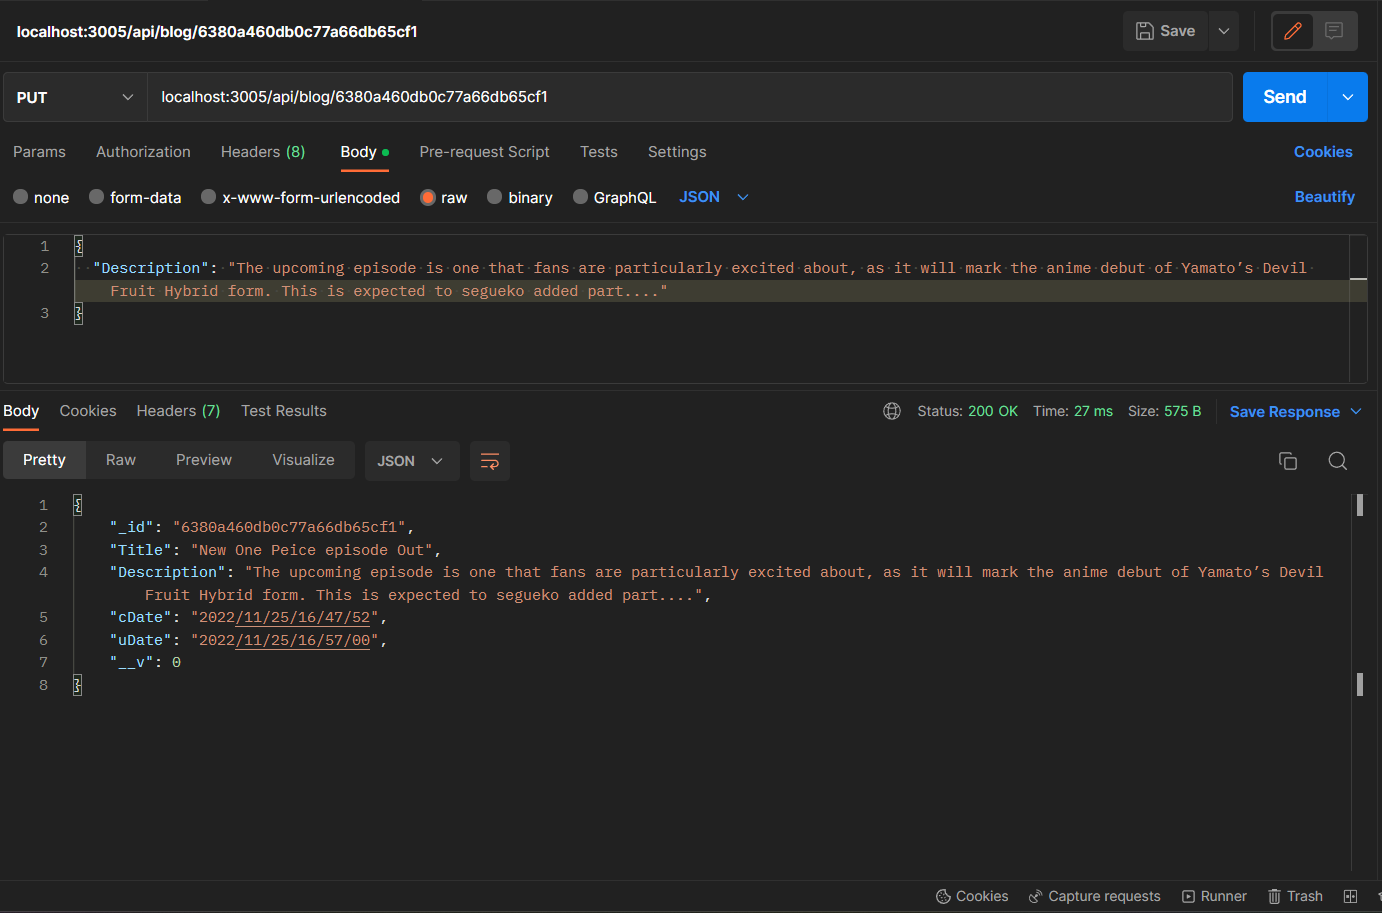 localhost:3005/api/blog/6380a460db0c77a66db65cf1 Save
PUT localhost:3005/api/blog/6380a460db0c77a66db65cf1 Send
Params Authorization Headers (8) Body Pre-request Script Tests Settings Cookies
none form-data x-www-form-urlencoded raw binary GraphQL JSON Beautify
1 {
2 "Description": "The upcoming episode is one that fans are particularly excited about, as it will mark the anime debut of Yamato’s Devil
Fruit Hybrid form. This is expected to segueko added part...."
3 }
Body Cookies Headers (7) Test Results Status: 200 OK Time: 27 ms Size: 575 B Save Response
Pretty Raw Preview Visualize JSON
1 {
2 "_id": "6380a460db0c77a66db65cf1",
3 "Title": "New One Peice episode Out",
4 "Description": "The upcoming episode is one that fans are particularly excited about, as it will mark the anime debut of Yamato’s Devil
Fruit Hybrid form. This is expected to segueko added part....",
5 "cDate": "2022/11/25/16/47/52",
6 "uDate": "2022/11/25/16/57/00",
7 "__v": 0
8 }
Cookies Capture requests Runner Trash